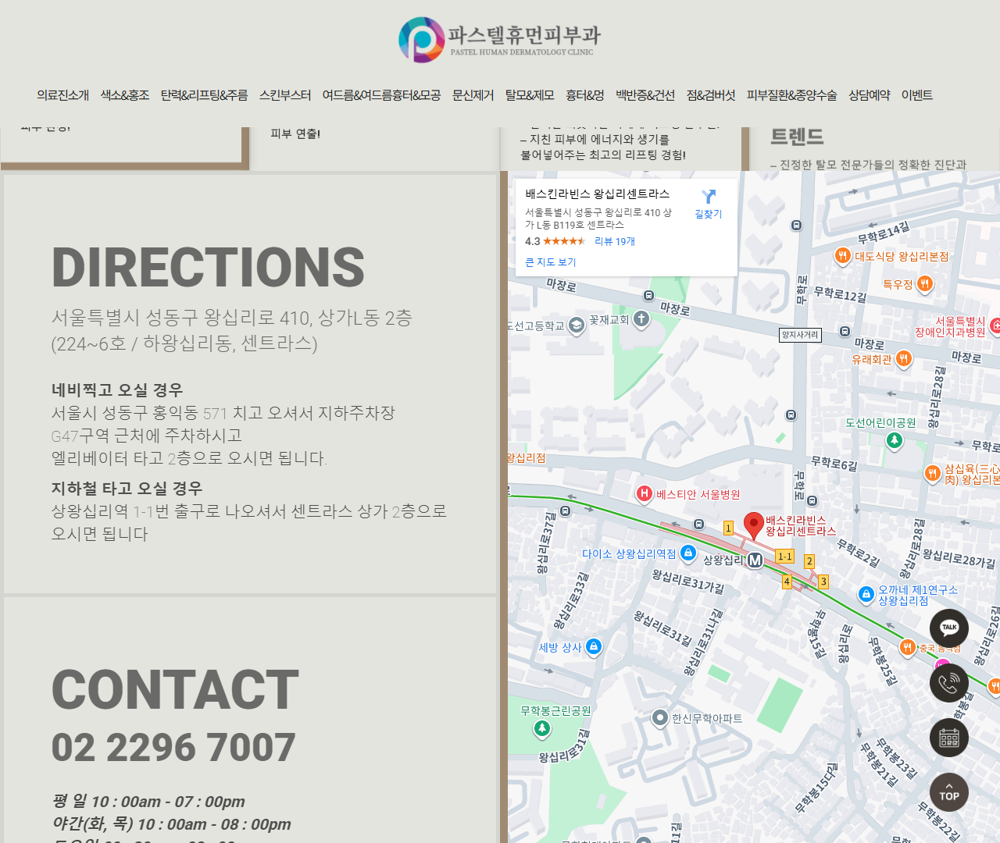 파스텔휴먼피부과
PASTEL HUMAN DERMATOLOGY CLINIC
의료진소개 색소&홍조 탄력&리프팅&주름 스킨부스터 여드름&여드름흉터&모공 문신제거 탈모&제모 흉터&멍 백반증&건선 점&검버섯 피부질환&종양수술 상담예약 이벤트
피부 연출!
– 지친 피부에 에너지와 생기를
불어넣어주는 최고의 리프팅 경험!
트렌드
– 진정한 탈모 전문가들의 정확한 진단과
DIRECTIONS
서울특별시 성동구 왕십리로 410, 상가L동 2층
(224~6호 / 하왕십리동, 센트라스)
네비찍고 오실 경우
서울시 성동구 홍익동 571 치고 오셔서 지하주차장
G47구역 근처에 주차하시고
엘리베이터 타고 2층으로 오시면 됩니다.
지하철 타고 오실 경우
상왕십리역 1-1번 출구로 나오셔서 센트라스 상가 2층으로
오시면 됩니다
CONTACT
02 2296 7007
평 일 10 : 00am - 07 : 00pm
야간(화, 목) 10 : 00am - 08 : 00pm
배스킨라빈스 왕십리센트라스
서울특별시 성동구 왕십리로 410 상
가 L동 B119호 센트라스
4.3 리뷰 19개
큰 지도 보기
길찾기
무학로14길
대도식당 왕십리본점
특우정
마장로
무학로
무학로12길
마장로
도선고등학교
꽃재교회
서울특별시
장애인치과병원
양지사거리
마장로
유래회관
마장로
왕십리로28길
도선어린이공원
무학로
왕십리점
무학로6길
삼십육(三心
肉) 왕십리본
무학로
베스티안 서울병원
왕십리로37길
1
배스킨라빈스
왕십리센트라스
다이소 상왕십리역점
상왕십리
1-1
2
4
3
무학로2길
왕십리로28길
왕십리로28가길
왕십리로31가길
왕십리로33길
오까네 제1연구소
상왕십리점
왕십리로31길
왕십리로31나길
무학봉15길
왕십리로
왕십리로26길
세방 상사
무학봉25길
TALK
무학봉근린공원
한신무학아파트
무학봉길
왕십리로31길
무학봉23길
무학봉21길
무학봉15다길
TOP
무학봉22길